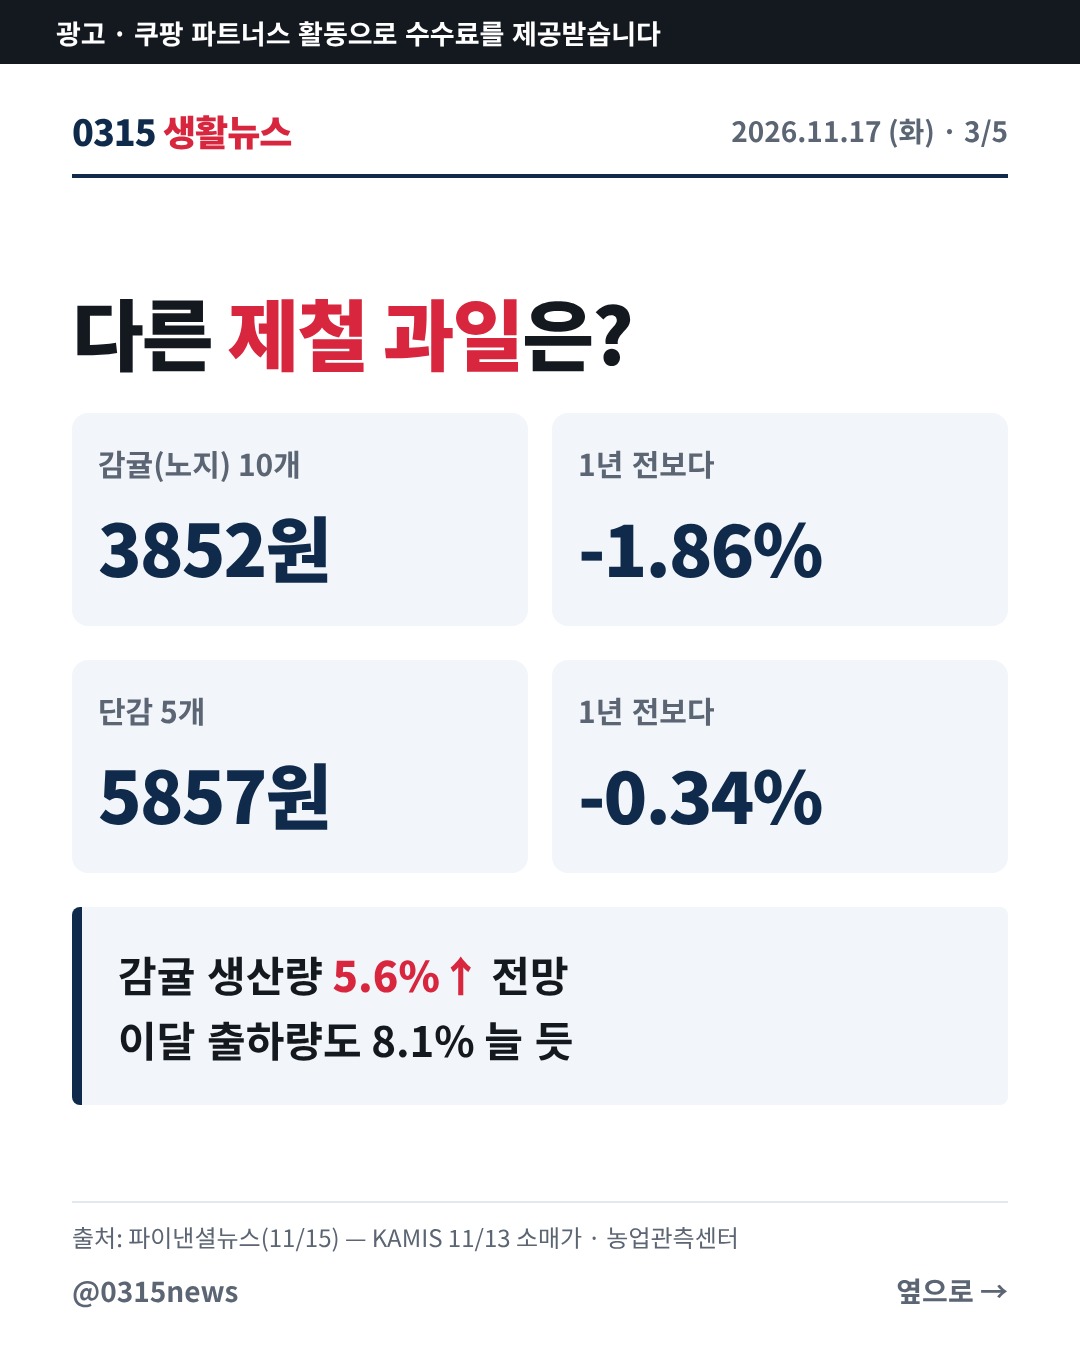 광고 · 쿠팡 파트너스 활동으로 수수료를 제공받습니다
0315 생활뉴스
2026.11.17 (화) · 3/5
다른 제철 과일은?
감귤(노지) 10개
3852원
1년 전보다
-1.86%
단감 5개
5857원
1년 전보다
-0.34%
감귤 생산량 5.6%↑ 전망
이달 출하량도 8.1% 늘 듯
출처: 파이낸셜뉴스(11/15) — KAMIS 11/13 소매가 · 농업관측센터
@0315news
옆으로 →